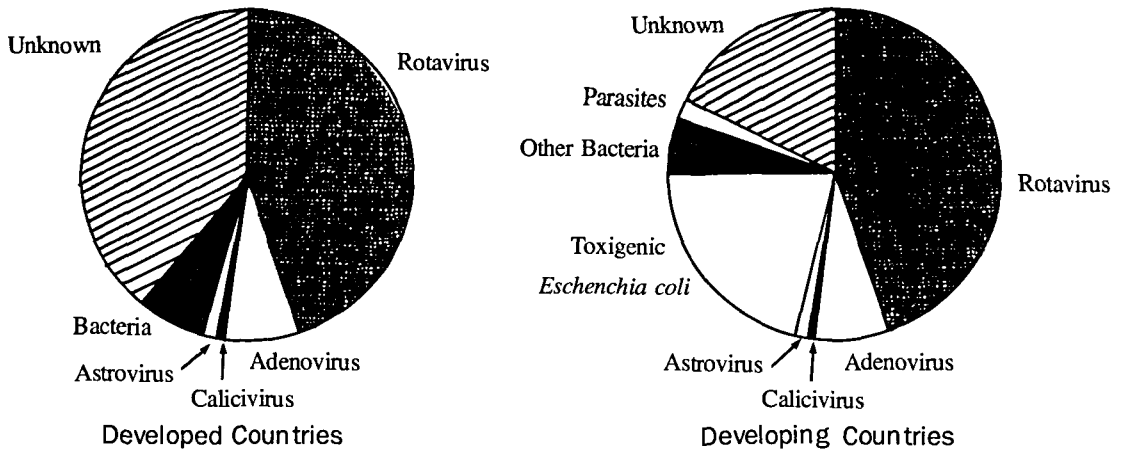 Unknown
Rotavirus
Bacteria
Astrovirus
Calicivirus
Adenovirus
Developed Countries
Unknown
Parasites
Other Bacteria
Toxigenic
Eschenchia coli
Rotavirus
Astrovirus
Calicivirus
Adenovirus
Developing Countries